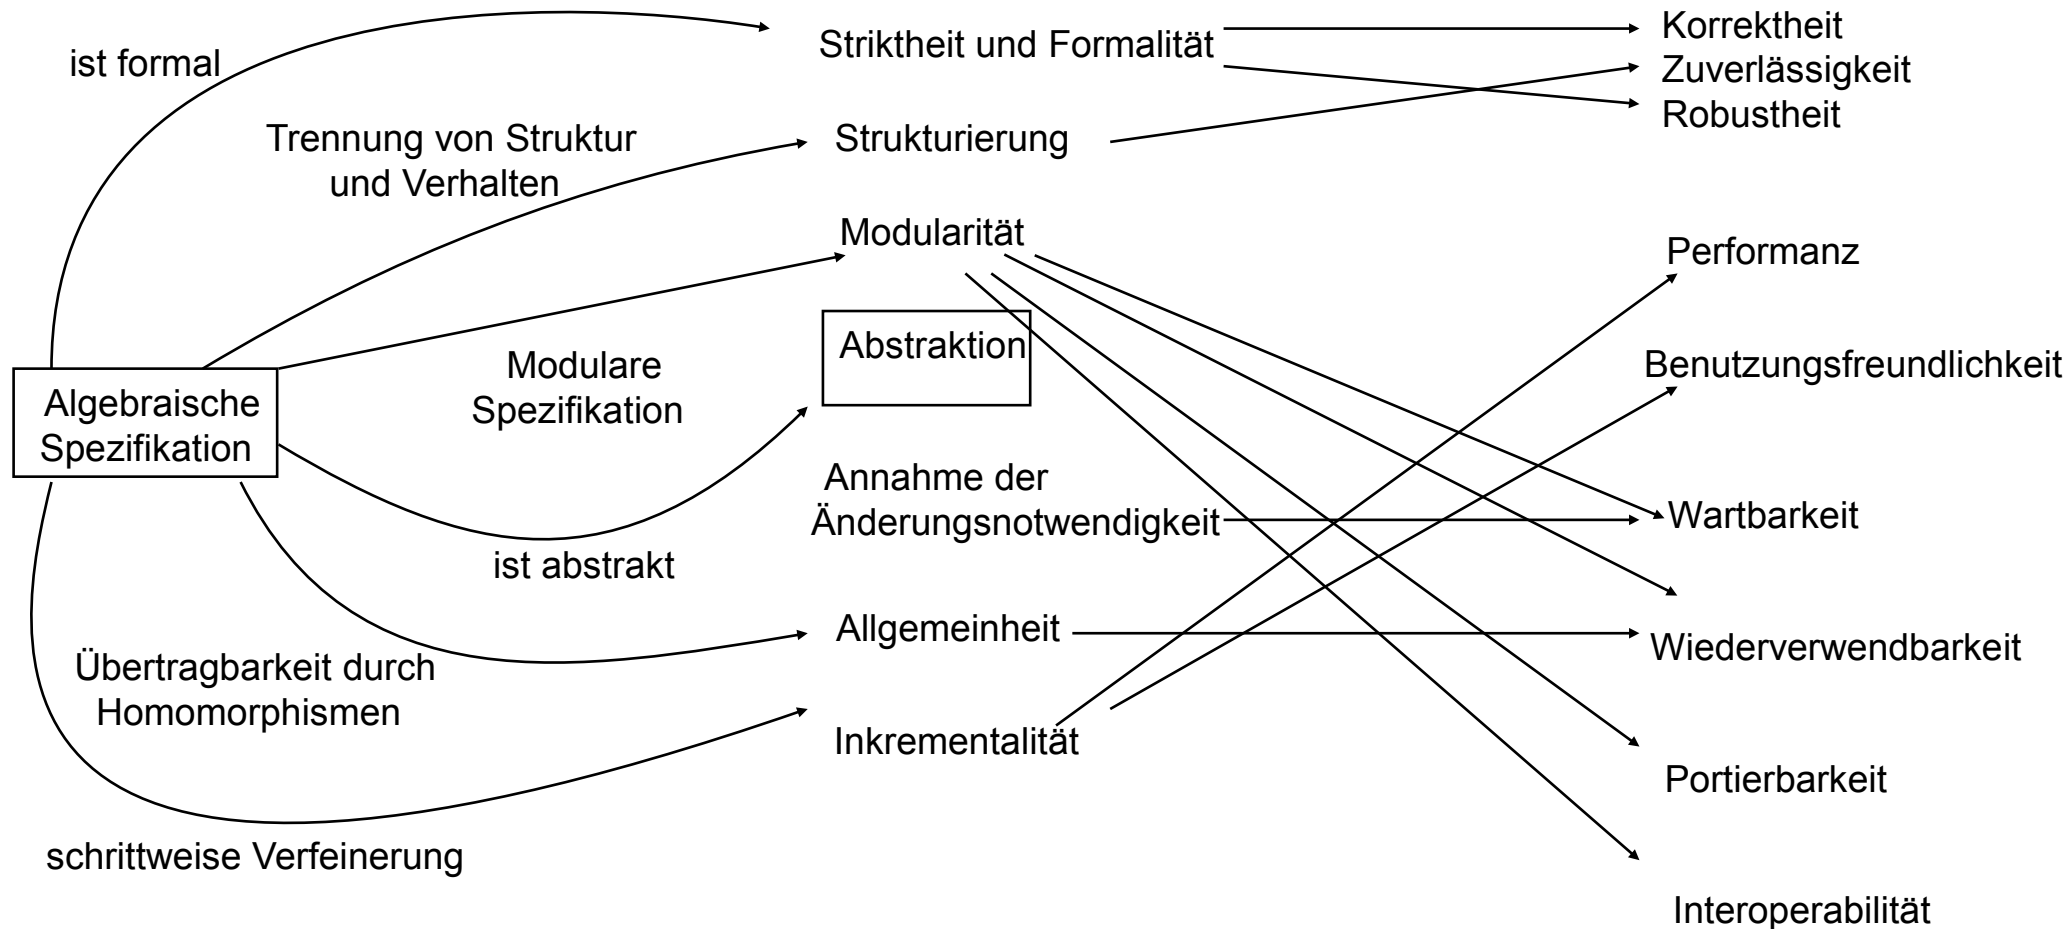 ist formal
Trennung von Struktur
und Verhalten
Algebraische
Spezifikation
Modulare
Spezifikation
ist abstrakt
Übertragbarkeit durch
Homomorphismen
schrittweise Verfeinerung
Striktheit und Formalität
Strukturierung
Modularität
Abstraktion
Annahme der
Änderungsnotwendigkeit
Allgemeinheit
Inkrementalität
Korrektheit
Zuverlässigkeit
Robustheit
Performanz
Benutzungsfreundlichkeit
Wartbarkeit
Wiederverwendbarkeit
Portierbarkeit
Interoperabilität